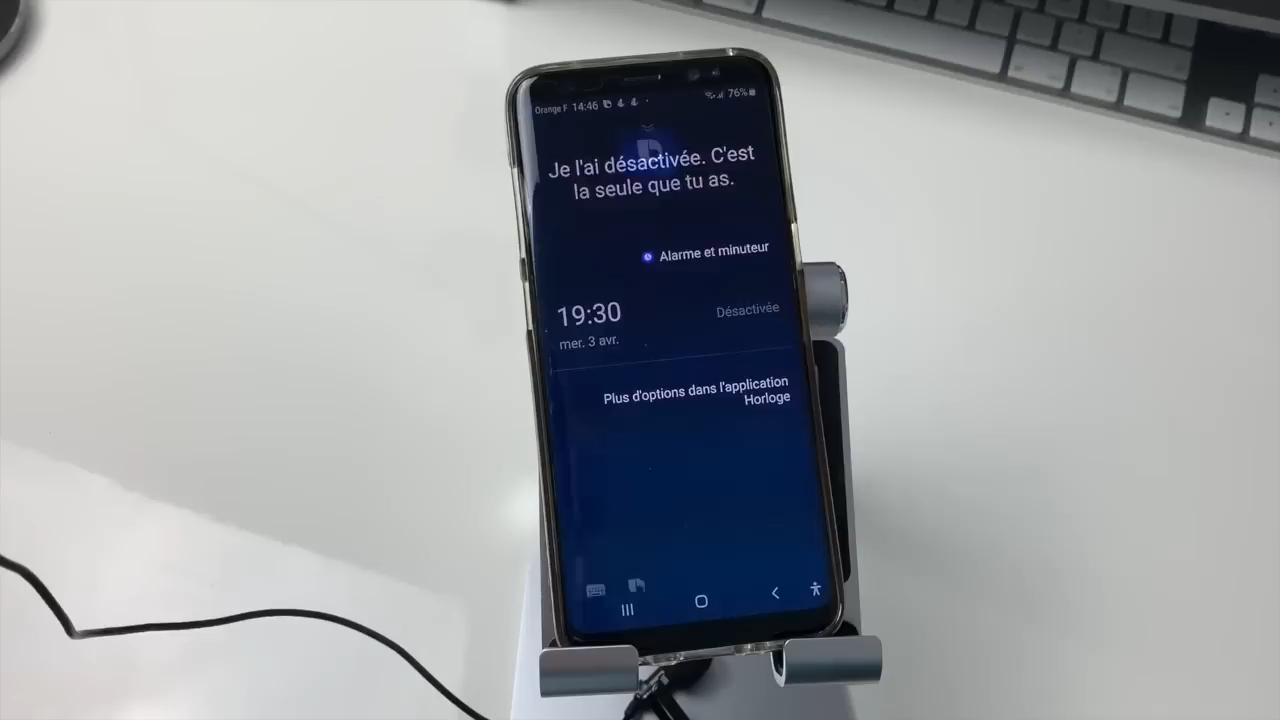 Orange F 14:46 76%
Je l'ai désactivée. C'est
la seule que tu as.
Alarme et minuteur
19:30 Désactivée
mer. 3 avr.
Plus d'options dans l'application
Horloge